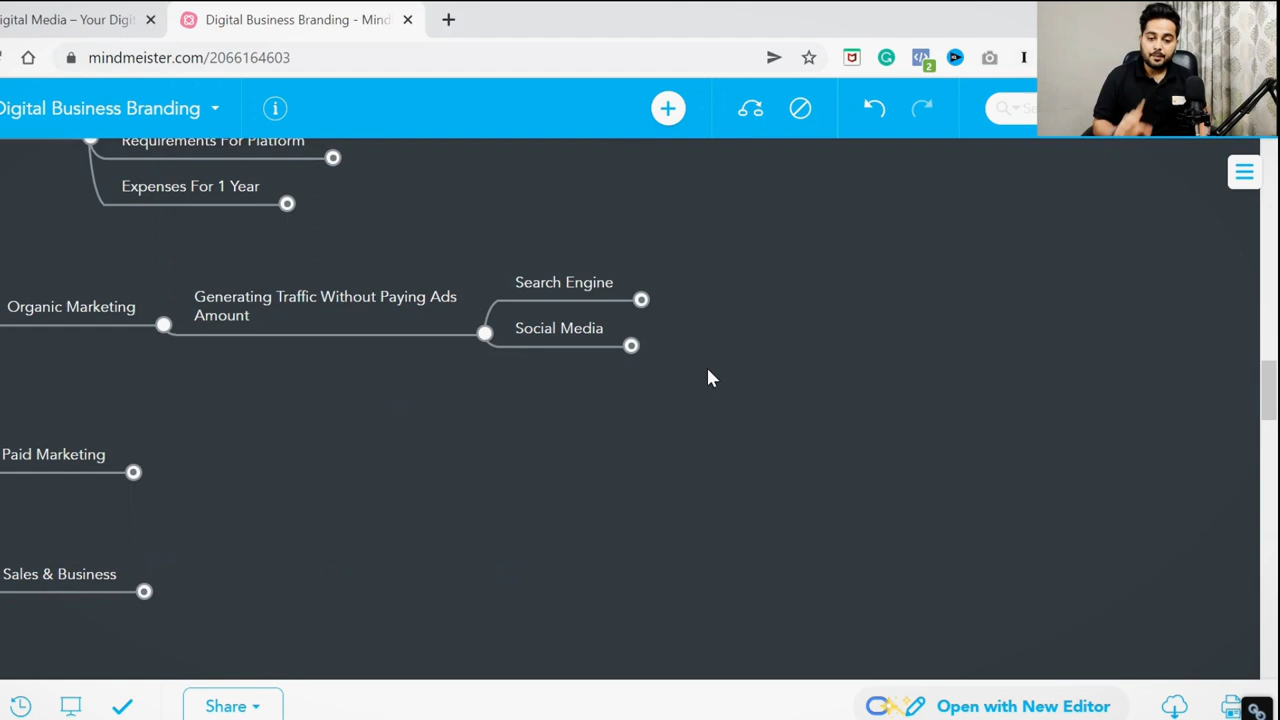 igital Media – Your Digit
Digital Business Branding - Mind
mindmeister.com/2066164603
2
Digital Business Branding
Requirements For Platform
Expenses For 1 Year
Search Engine
Generating Traffic Without Paying Ads
Amount
Organic Marketing
Social Media
Paid Marketing
Sales & Business
Share
Open with New Editor